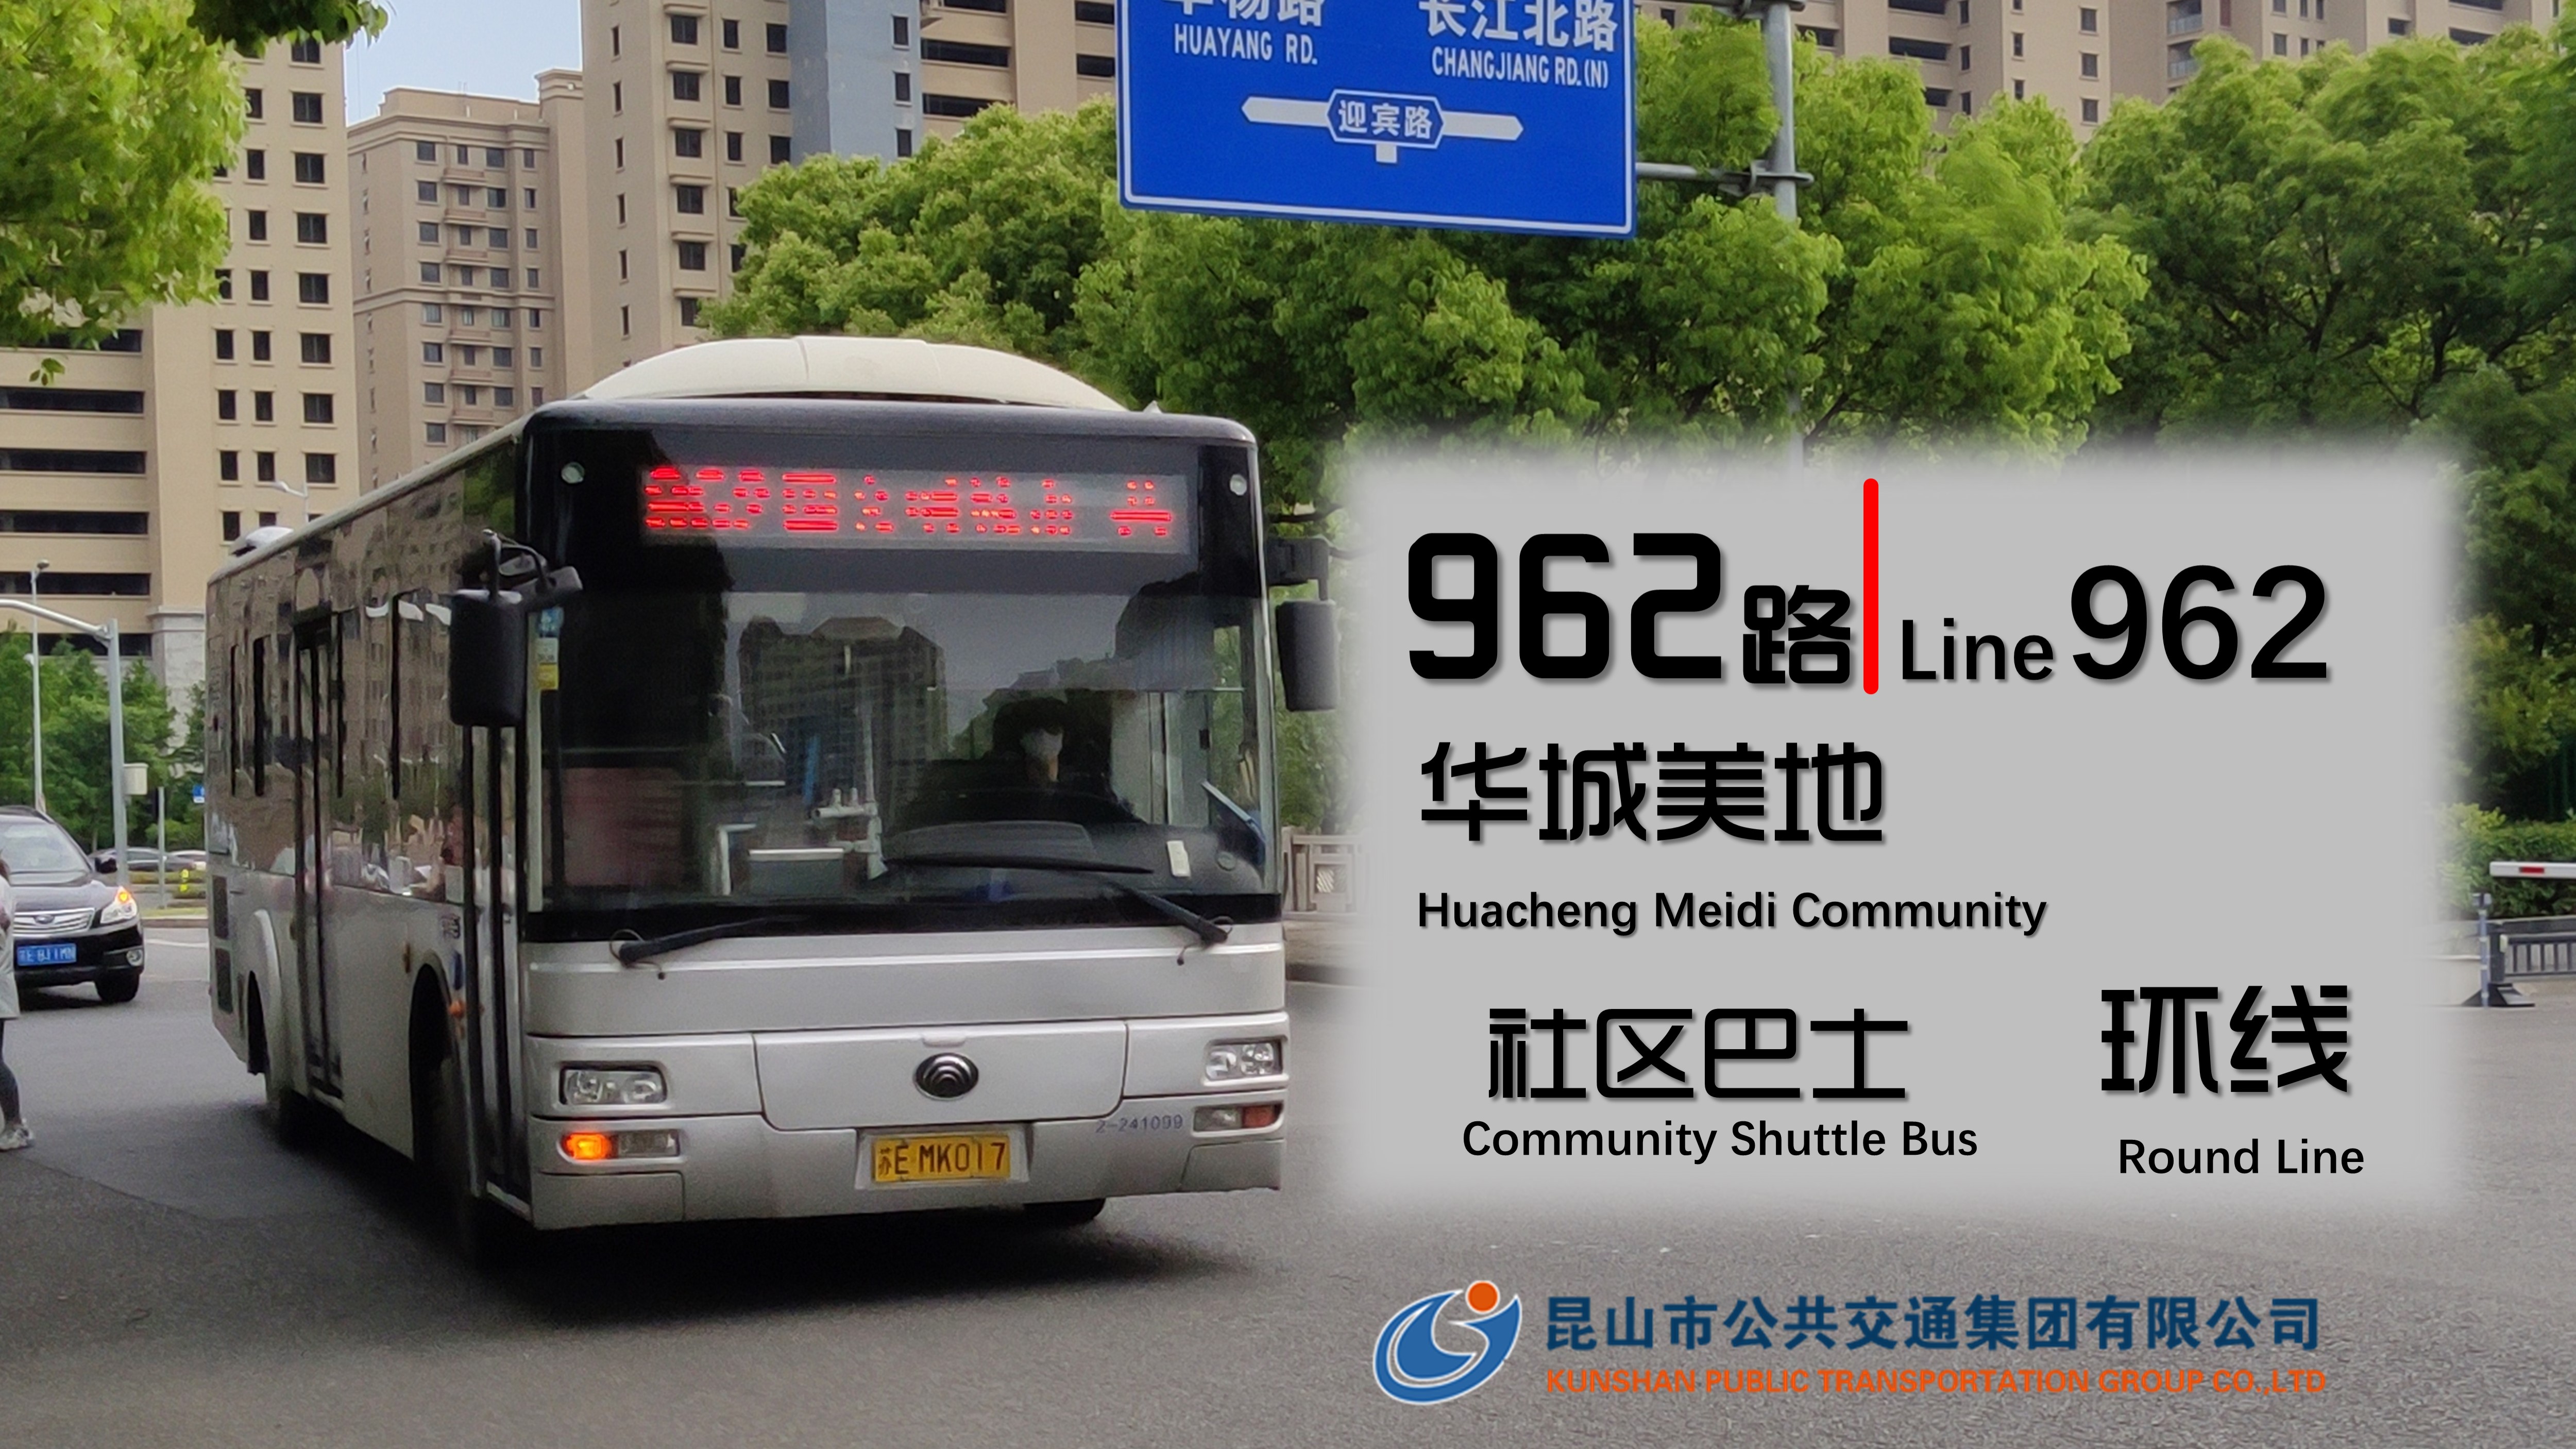 长江北路
HUAYANG RD.
CHANGJIANG RD.(N)
迎宾路
962路 Line 962
华城美地
Huacheng Meidi Community
社区巴士 环线
Community Shuttle Bus Round Line
2-241099
苏E MK017
昆山市公共交通集团有限公司
KUNSHAN PUBLIC TRANSPORTATION GROUP CO.,LTD